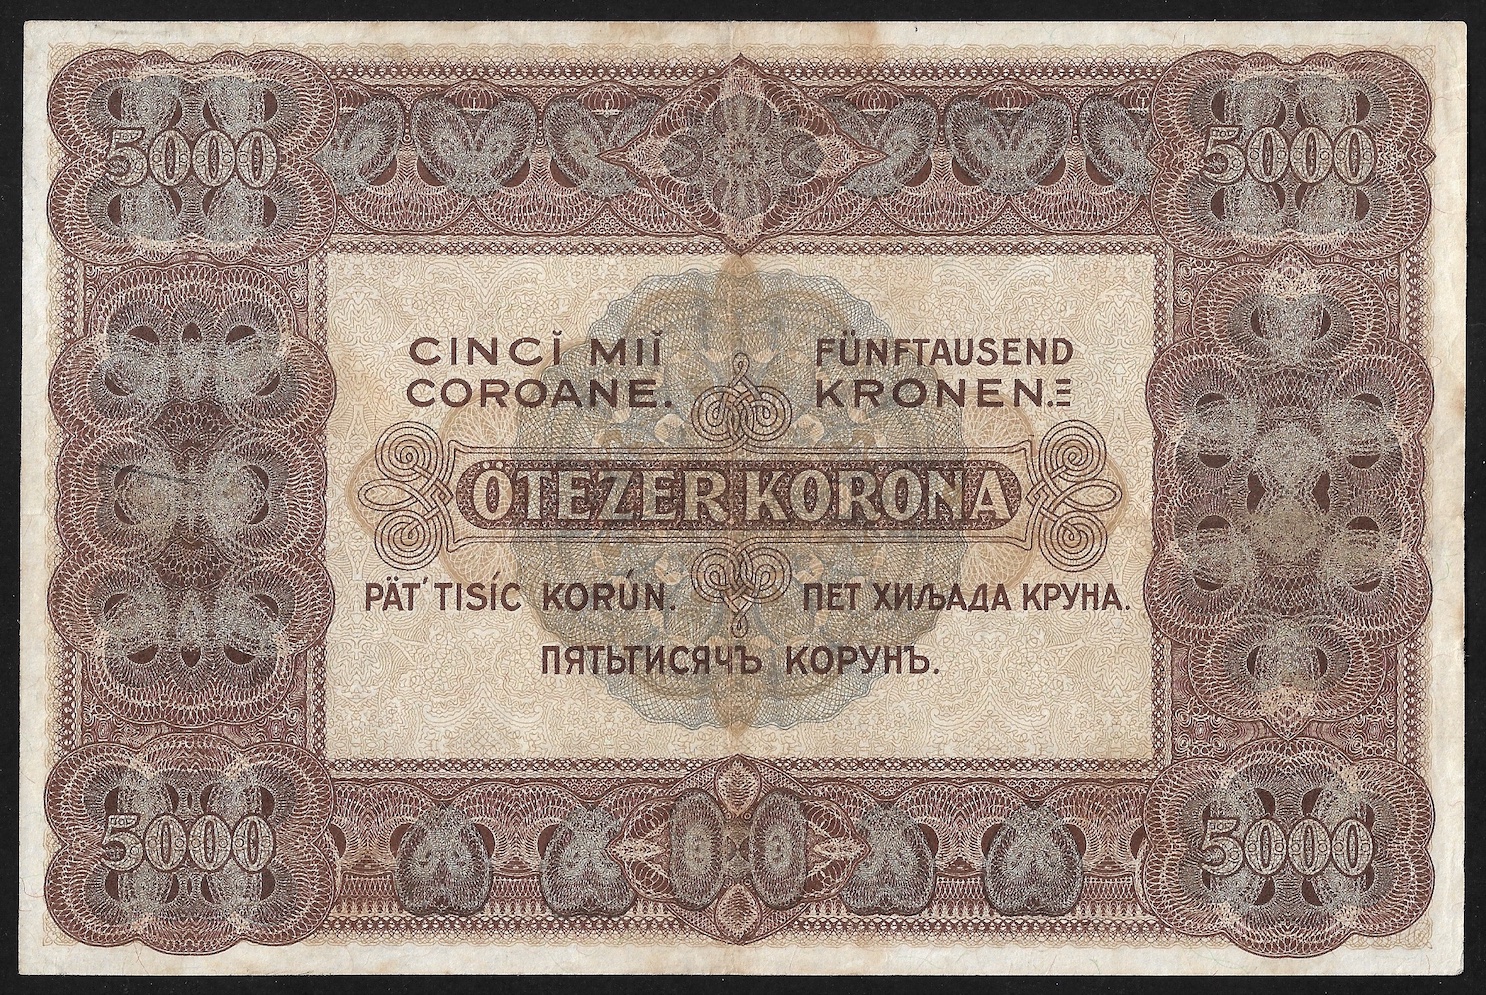 5000 5000
CINCĬ MIĬ
COROANE.
FÜNFTAUSEND
KRONEN.
ÖTEZER KORONA
PÄT' TISÍC KORÚN.
ПЕТ ХИЉАДА КРУНА.
ПЯТЬТИСЯЧЪ КОРУНЪ.
5000 5000